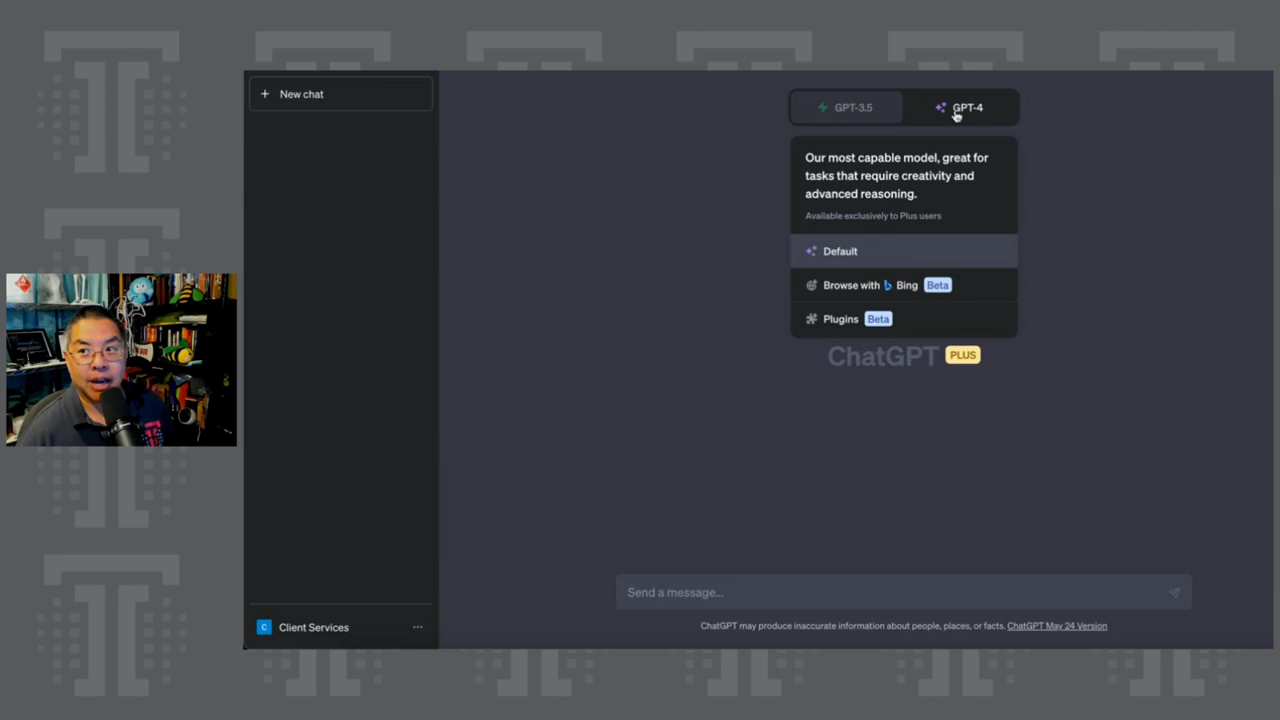 New chat
GPT-3.5
GPT-4
Our most capable model, great for
tasks that require creativity and
advanced reasoning.
Available exclusively to Plus users
Default
Browse with Bing Beta
Plugins Beta
ChatGPT PLUS
Send a message...
ChatGPT may produce inaccurate information about people, places, or facts. ChatGPT May 24 Version
C Client Services